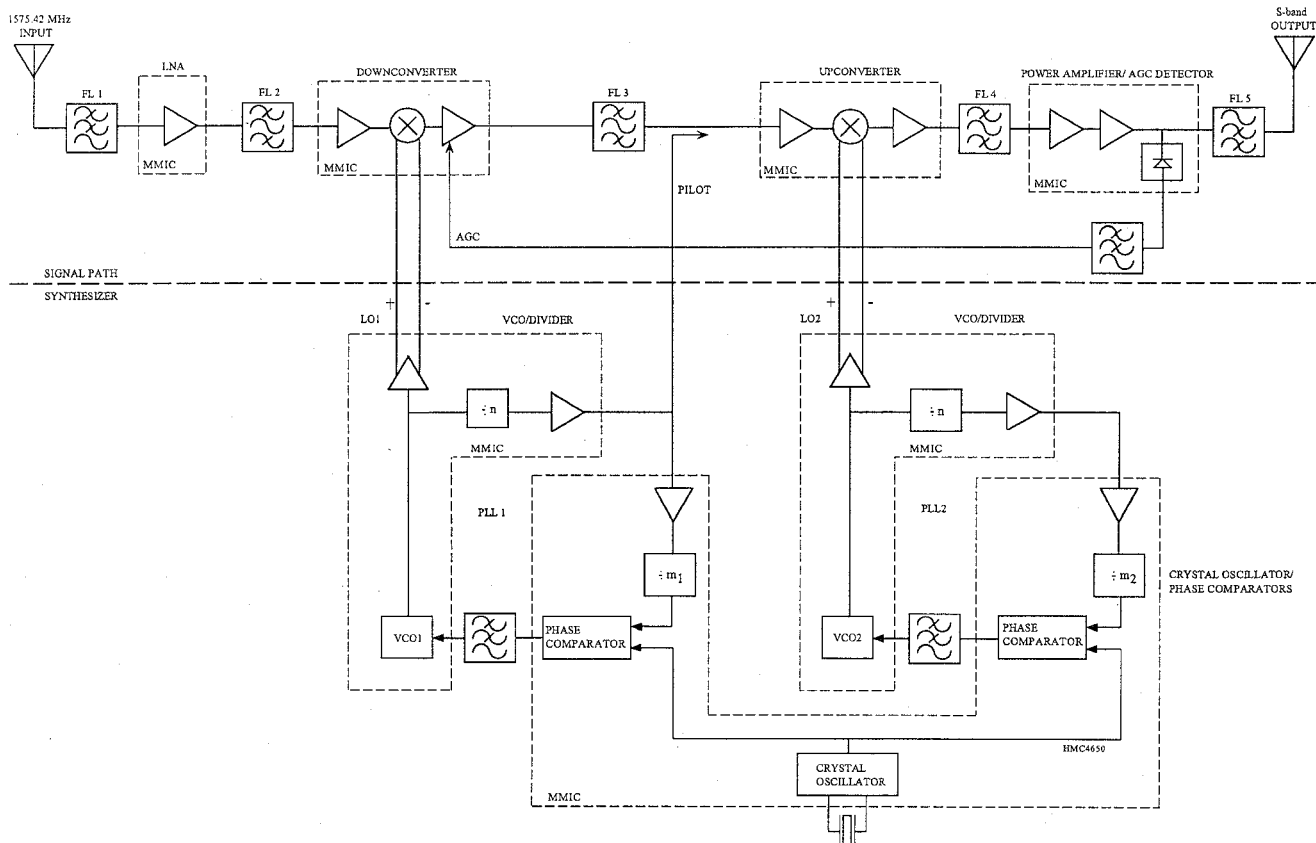 1575.42 MHz
INPUT
S-band
OUTPUT
LNA
DOWNCONVERTER
UPCONVERTER
POWER AMPLIFIER/ AGC DETECTOR
FL 1
FL 2
FL 3
FL 4
FL 5
MMIC
MMIC
MMIC
MMIC
PILOT
AGC
SIGNAL PATH
SYNTHESIZER
+
-
+
-
LO1
VCO/DIVIDER
LO2
VCO/DIVIDER
÷n
÷n
MMIC
MMIC
PLL 1
PLL2
÷m1
÷m2
CRYSTAL OSCILLATOR/
PHASE COMPARATORS
VCO1
PHASE
COMPARATOR
VCO2
PHASE
COMPARATOR
HMC4650
CRYSTAL
OSCILLATOR
MMIC